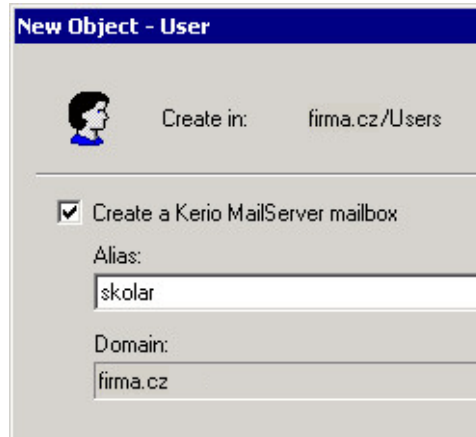 New Object - User
Create in: firma.cz/Users
Create a Kerio MailServer mailbox
Alias:
skolar
Domain:
firma.cz